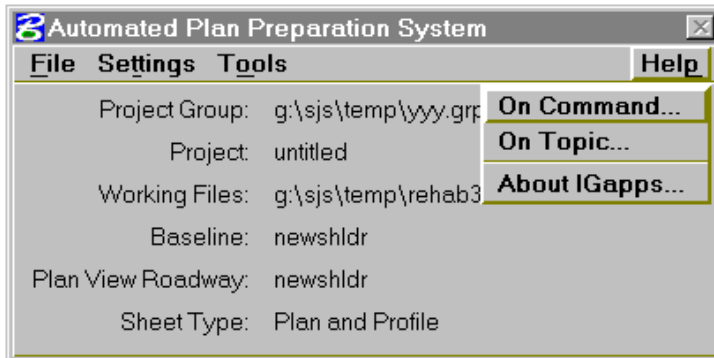 Automated Plan Preparation System
File Settings Tools Help
Project Group: g:\sjs\temp\yyy.grp On Command...
Project: untitled On Topic...
Working Files: g:\sjs\temp\rehab3 About IGapps...
Baseline: newshldr
Plan View Roadway: newshldr
Sheet Type: Plan and Profile